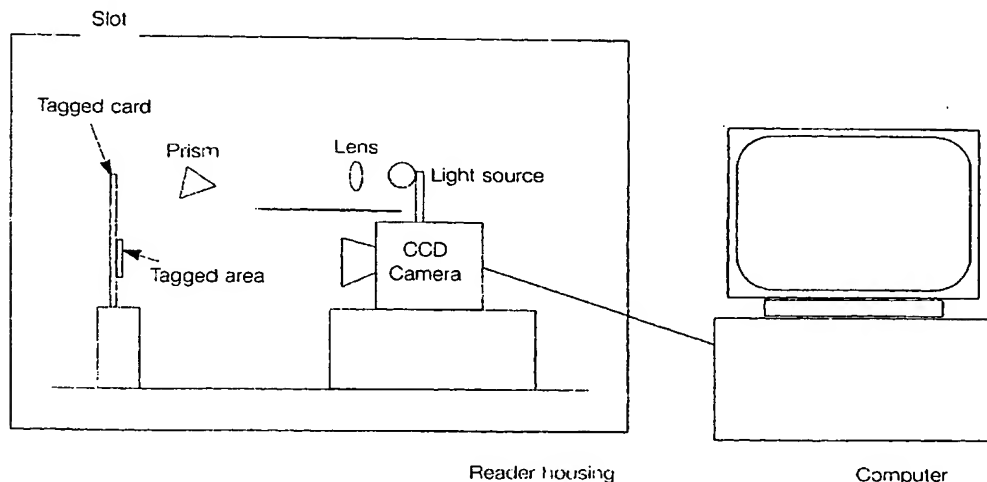 Slot
Tagged card
Prism
Lens
Light source
CCD
Camera
Tagged area
Reader housing
Computer